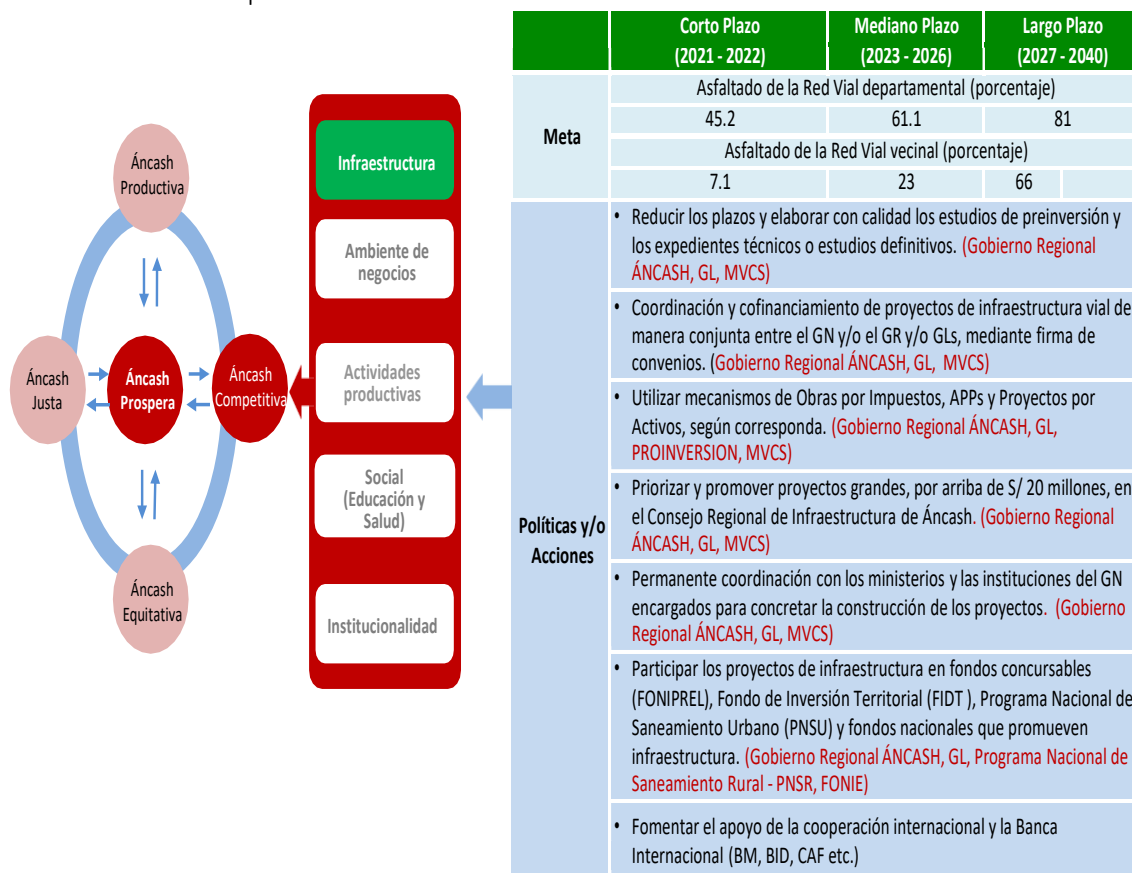 Áncash
Productiva
Áncash
Justa
Áncash
Prospera
Áncash
Competitiva
Áncash
Equitativa
Infraestructura
Ambiente de
negocios
Actividades
productivas
Social
(Educación y
Salud)
Institucionalidad
Corto Plazo
(2021 - 2022)
Mediano Plazo
(2023 - 2026)
Largo Plazo
(2027 - 2040)
Meta
Asfaltado de la Red Vial departamental (porcentaje)
45.2 61.1 81
Asfaltado de la Red Vial vecinal (porcentaje)
7.1 23 66
Políticas y/o
Acciones
• Reducir los plazos y elaborar con calidad los estudios de preinversión y
los expedientes técnicos o estudios definitivos. (Gobierno Regional
ÁNCASH, GL, MVCS)
• Coordinación y cofinanciamiento de proyectos de infraestructura vial de
manera conjunta entre el GN y/o el GR y/o GLs, mediante firma de
convenios. (Gobierno Regional ÁNCASH, GL, MVCS)
• Utilizar mecanismos de Obras por Impuestos, APPs y Proyectos por
Activos, según corresponda. (Gobierno Regional ÁNCASH, GL,
PROINVERSION, MVCS)
• Priorizar y promover proyectos grandes, por arriba de S/ 20 millones, en
el Consejo Regional de Infraestructura de Áncash. (Gobierno Regional
ÁNCASH, GL, MVCS)
• Permanente coordinación con los ministerios y las instituciones del GN
encargados para concretar la construcción de los proyectos. (Gobierno
Regional ÁNCASH, GL, MVCS)
• Participar los proyectos de infraestructura en fondos concursables
(FONIPREL), Fondo de Inversión Territorial (FIDT ), Programa Nacional de
Saneamiento Urbano (PNSU) y fondos nacionales que promueven
infraestructura. (Gobierno Regional ÁNCASH, GL, Programa Nacional de
Saneamiento Rural - PNSR, FONIE)
• Fomentar el apoyo de la cooperación internacional y la Banca
Internacional (BM, BID, CAF etc.)